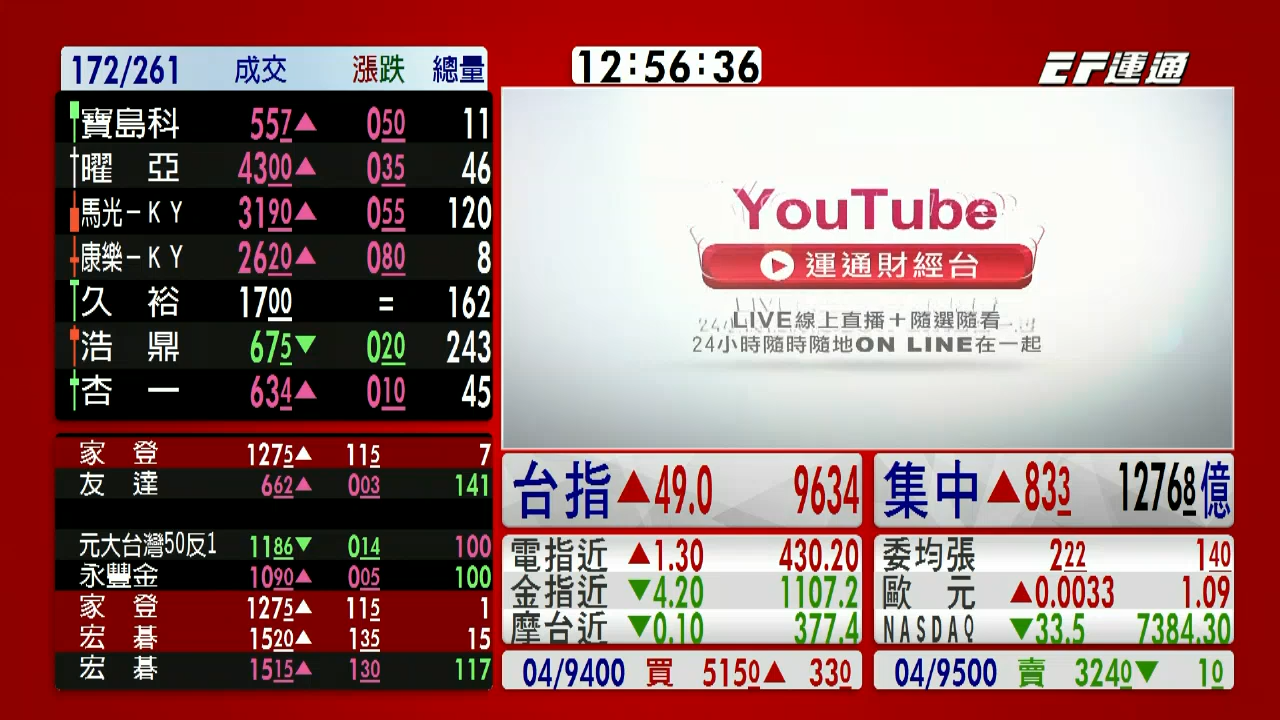 172/261 成交 漲跌 總量
寶島科 557▲ 050 11
曜亞 4300▲ 035 46
馬光-KY 3190▲ 055 120
康樂-KY 2620▲ 080 8
久裕 1700 = 162
浩鼎 675▼ 020 243
杏一 634▲ 010 45
家登 1275▲ 115 7
友達 662▲ 003 141
元大台灣50反1 1186▼ 014 100
永豐金 1090▲ 005 100
家登 1275▲ 115 1
宏碁 1520▲ 135 15
宏碁 1515▲ 130 117
12:56:36
EF運通
YouTube
運通財經台
LIVE線上直播+隨選隨看
24小時隨時隨地ON LINE在一起
台指▲49.0 9634
集中▲833 12768億
電指近 ▲1.30 430.20
金指近 ▼4.20 1107.2
摩台近 ▼0.10 377.4
委均張 222 140
歐元 ▲0.0033 1.09
NASDAQ ▼33.5 7384.30
04/9400 買 5150▲ 330
04/9500 賣 3240▼ 10